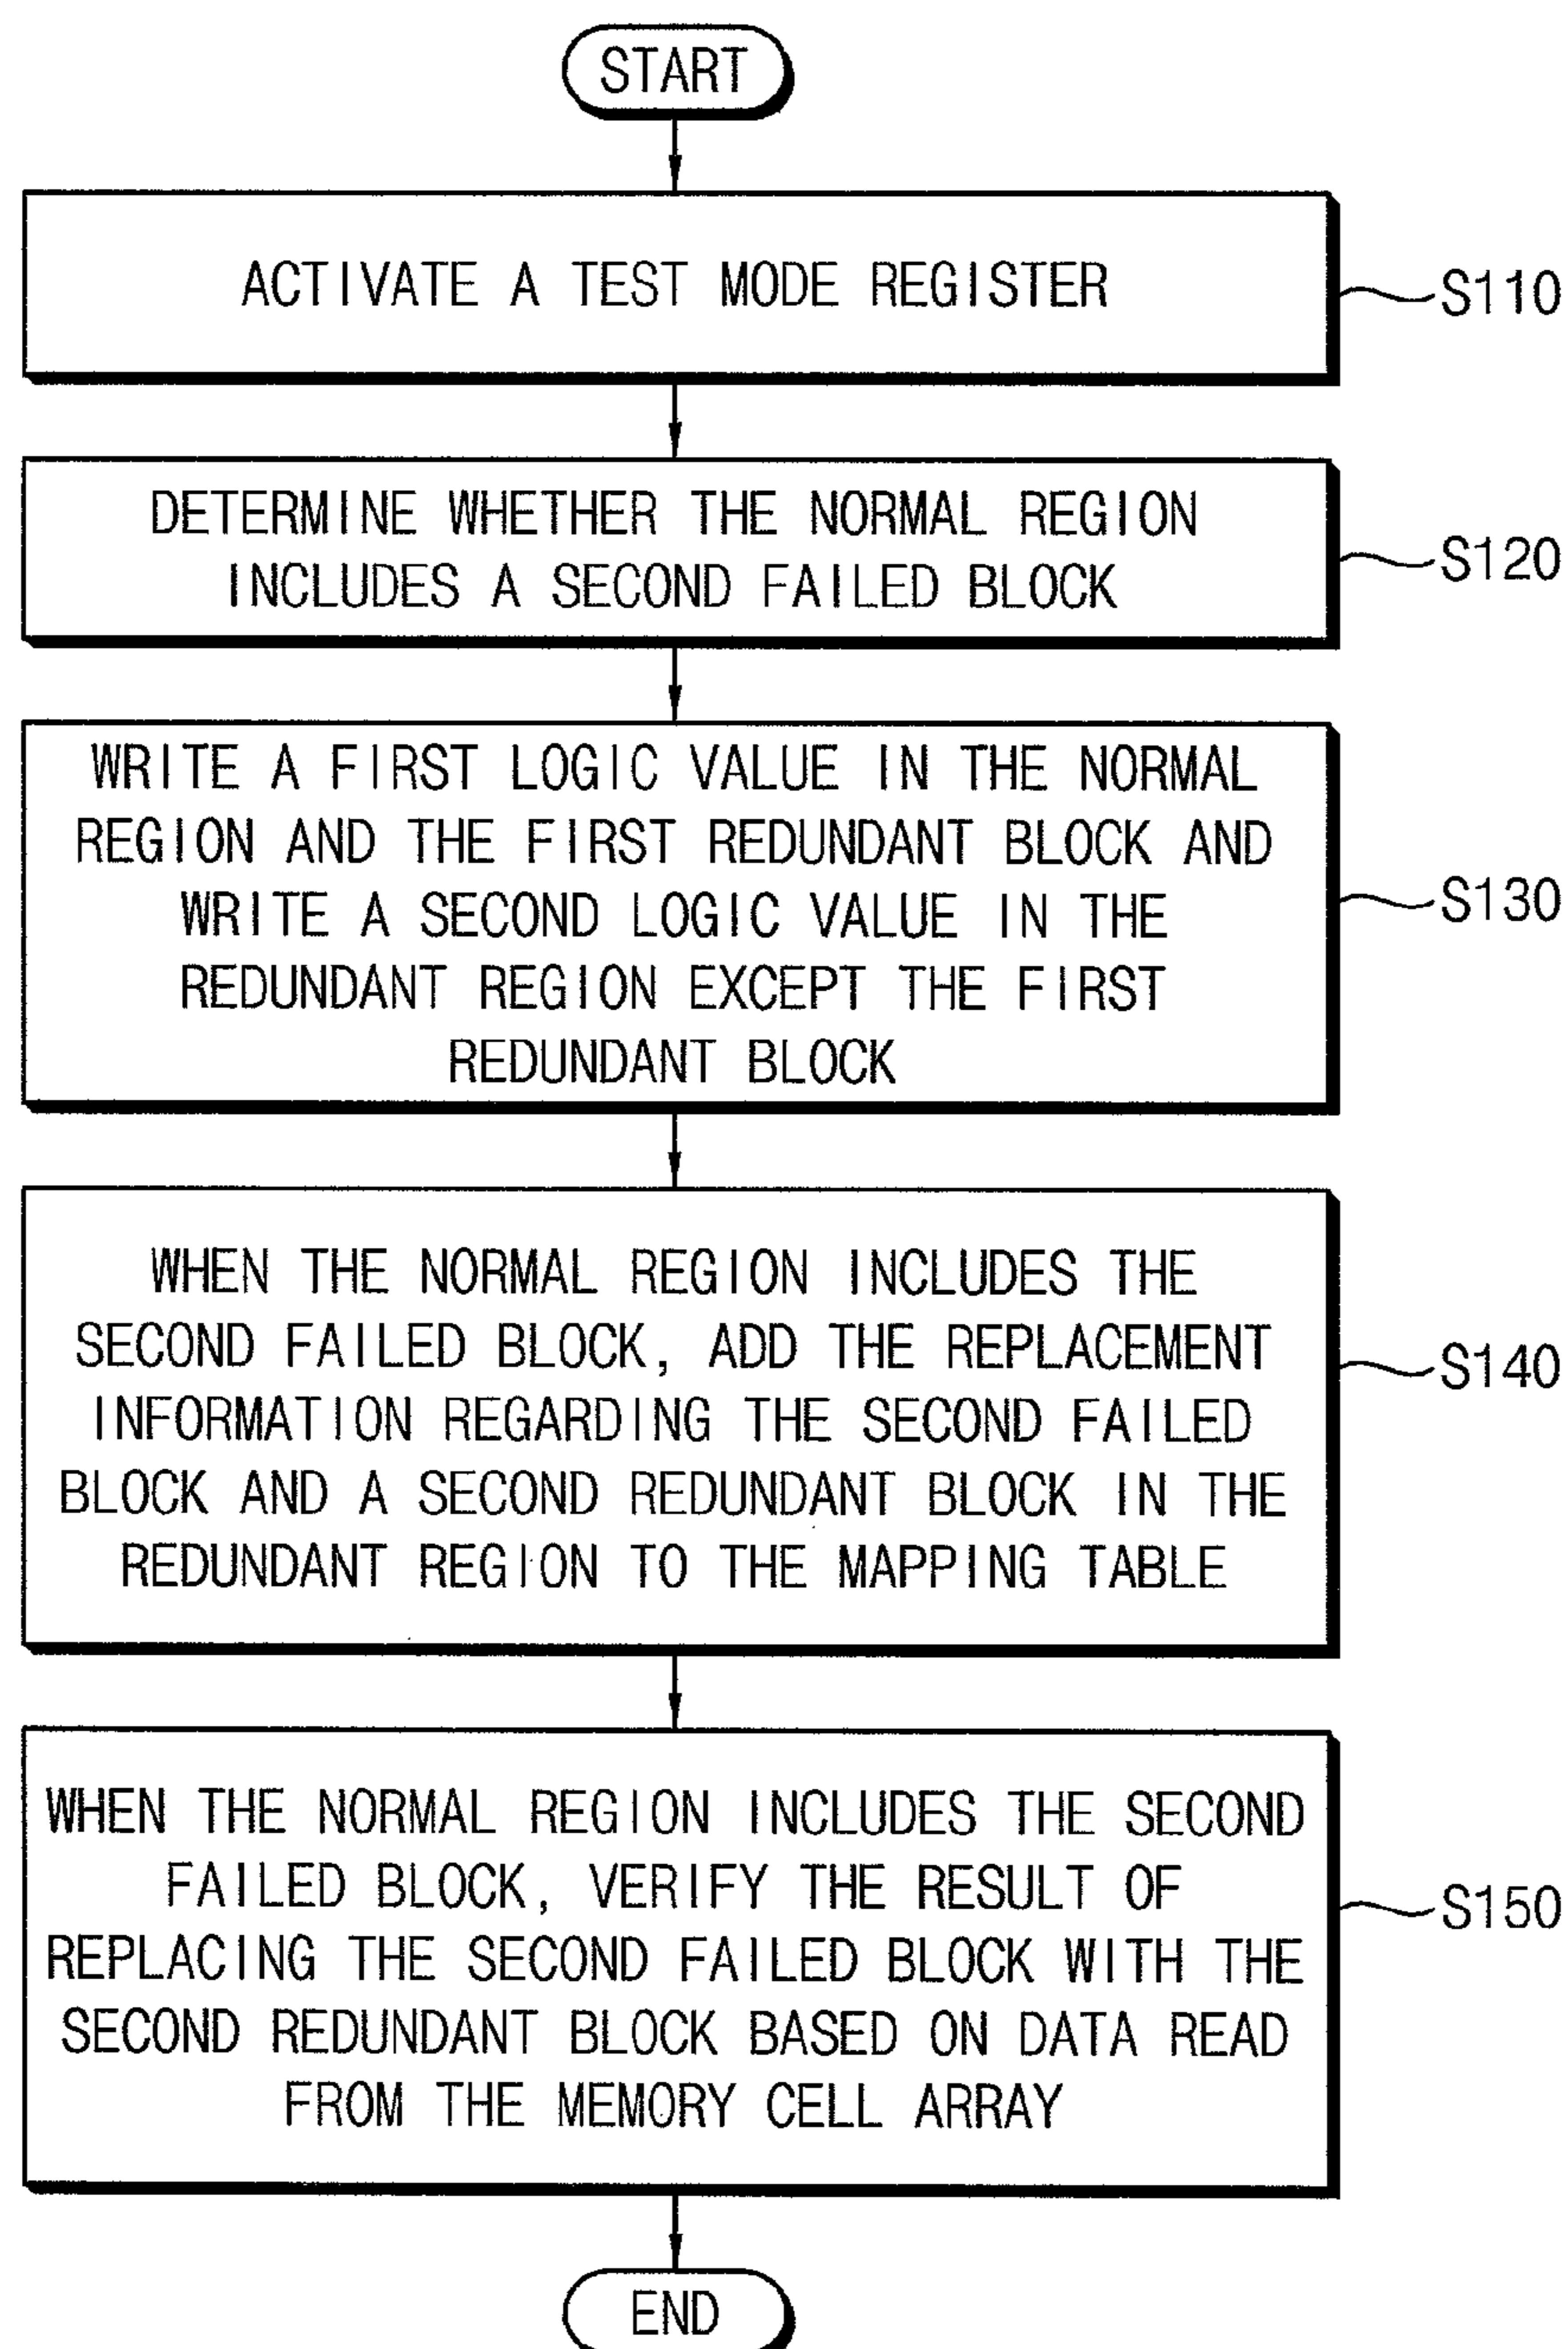 START
ACTIVATE A TEST MODE REGISTER
S110
DETERMINE WHETHER THE NORMAL REGION
INCLUDES A SECOND FAILED BLOCK
S120
WRITE A FIRST LOGIC VALUE IN THE NORMAL
REGION AND THE FIRST REDUNDANT BLOCK AND
WRITE A SECOND LOGIC VALUE IN THE
REDUNDANT REGION EXCEPT THE FIRST
REDUNDANT BLOCK
S130
WHEN THE NORMAL REGION INCLUDES THE
SECOND FAILED BLOCK, ADD THE REPLACEMENT
INFORMATION REGARDING THE SECOND FAILED
BLOCK AND A SECOND REDUNDANT BLOCK IN THE
REDUNDANT REGION TO THE MAPPING TABLE
S140
WHEN THE NORMAL REGION INCLUDES THE SECOND
FAILED BLOCK, VERIFY THE RESULT OF
REPLACING THE SECOND FAILED BLOCK WITH THE
SECOND REDUNDANT BLOCK BASED ON DATA READ
FROM THE MEMORY CELL ARRAY
S150
END